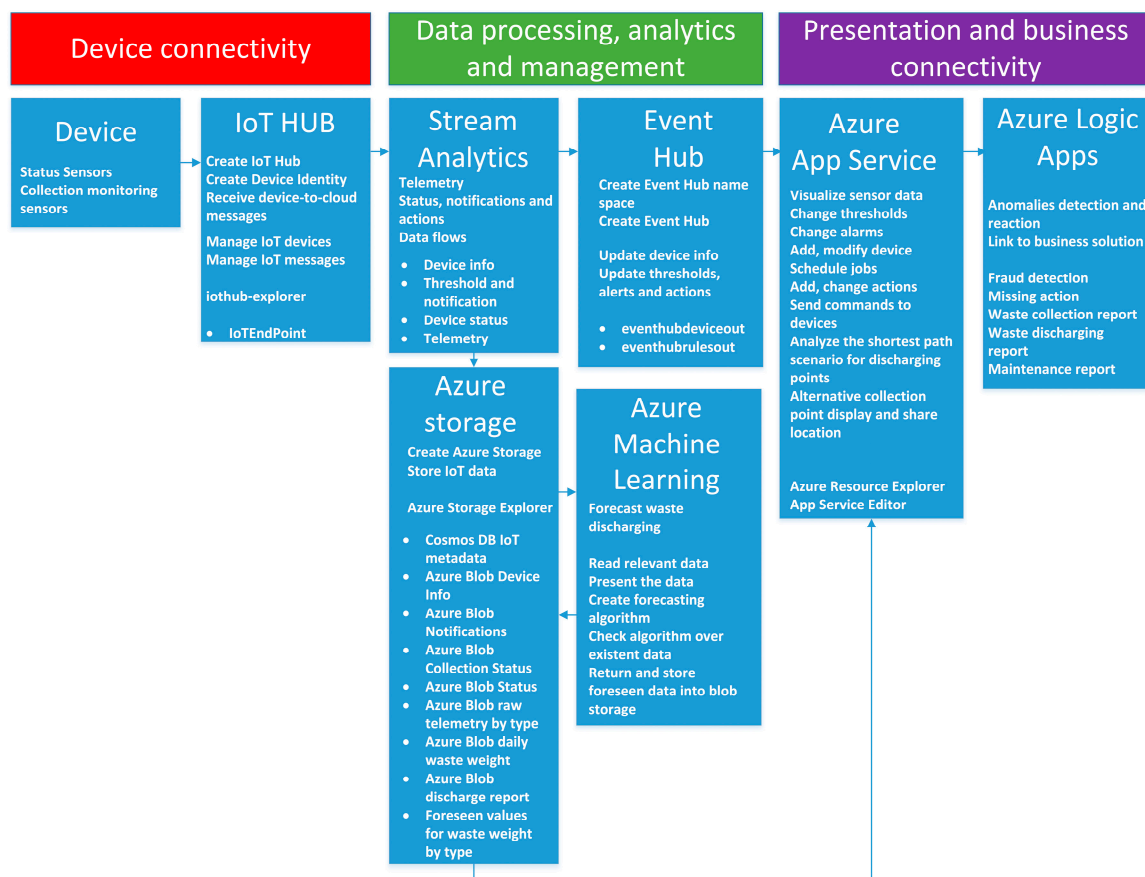 Device connectivity
Data processing, analytics
and management
Presentation and business
connectivity
Device
Status Sensors
Collection monitoring
sensors
IoT HUB
Create IoT Hub
Create Device Identity
Receive device-to-cloud
messages
Manage IoT devices
Manage IoT messages
iothub-explorer
• IoTEndPoint
Stream
Analytics
Telemetry
Status, notifications and
actions
Data flows
• Device info
• Threshold and
notification
• Device status
• Telemetry
Event
Hub
Create Event Hub name
space
Create Event Hub
Update device info
Update thresholds,
alerts and actions
• eventhubdeviceout
• eventhubrulesout
Azure
App Service
Visualize sensor data
Change thresholds
Change alarms
Add, modify device
Schedule jobs
Add, change actions
Send commands to
devices
Analyze the shortest path
scenario for discharging
points
Alternative collection
point display and share
location
Azure Resource Explorer
App Service Editor
Azure Logic
Apps
Anomalies detection and
reaction
Link to business solution
Fraud detection
Missing action
Waste collection report
Waste discharging
report
Maintenance report
Azure
storage
Create Azure Storage
Store IoT data
Azure Storage Explorer
• Cosmos DB IoT
metadata
• Azure Blob Device
Info
• Azure Blob
Notifications
• Azure Blob
Collection Status
• Azure Blob Status
• Azure Blob raw
telemetry by type
• Azure Blob daily
waste weight
• Azure Blob
discharge report
• Foreseen values
for waste weight
by type
Azure
Machine
Learning
Forecast waste
discharging
Read relevant data
Present the data
Create forecasting
algorithm
Check algorithm over
existent data
Return and store
foreseen data into blob
storage